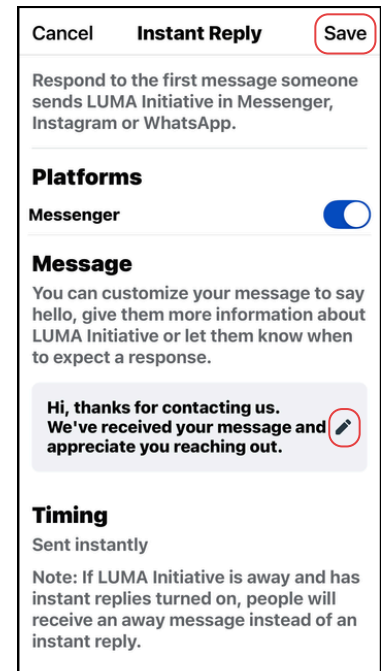 Cancel Instant Reply Save
Respond to the first message someone
sends LUMA Initiative in Messenger,
Instagram or WhatsApp.
Platforms
Messenger
Message
You can customize your message to say
hello, give them more information about
LUMA Initiative or let them know when
to expect a response.
Hi, thanks for contacting us.
We've received your message and
appreciate you reaching out.
Timing
Sent instantly
Note: If LUMA Initiative is away and has
instant replies turned on, people will
receive an away message instead of an
instant reply.